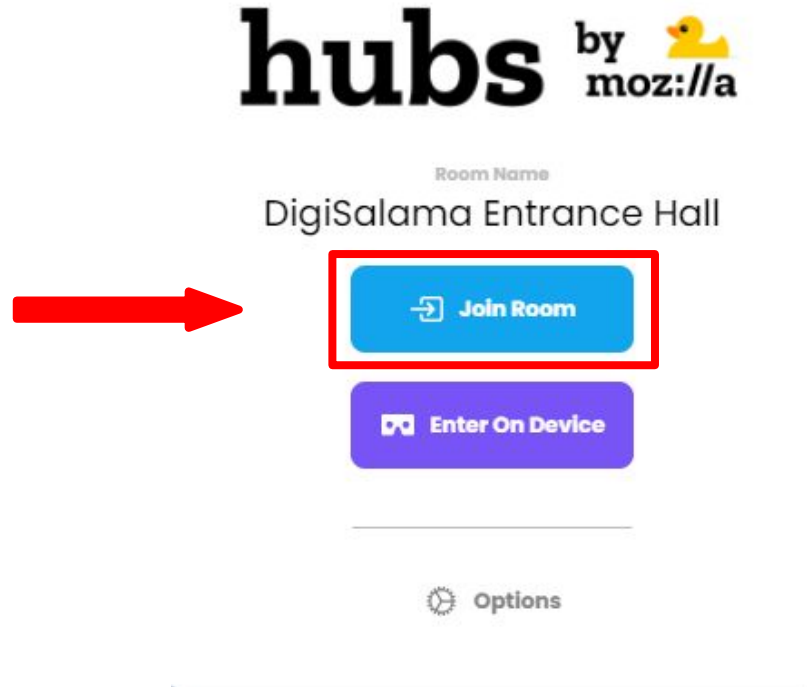 hubs by
moz://a
Room Name
DigiSalama Entrance Hall
Join Room
Enter On Device
Options